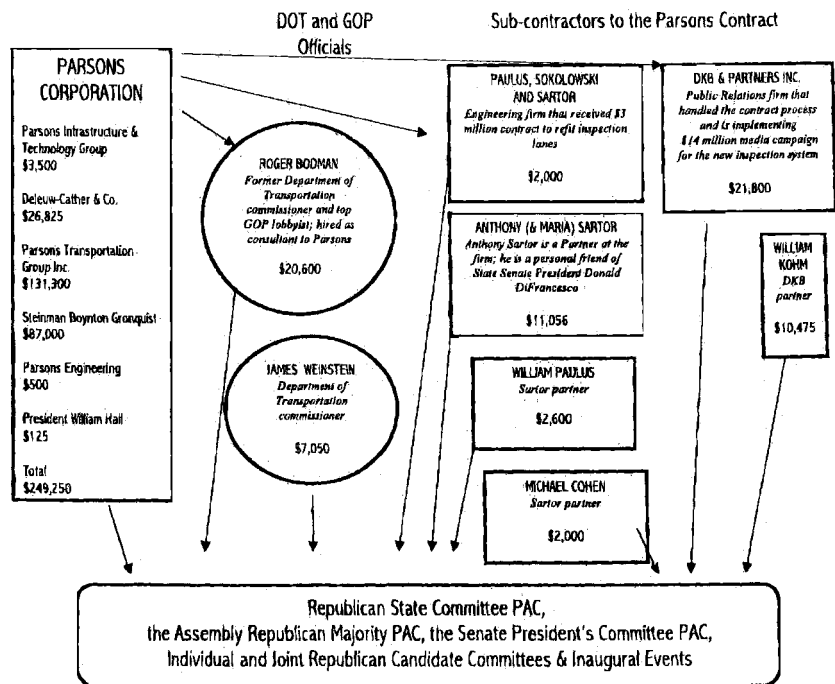 DOT and GOP
Officials
Sub-contractors to the Parsons Contract
PARSONS
CORPORATION
Parsons Infrastructure &
Technology Group
$3,500
Deleuw-Cather & Co.
$26,825
Parsons Transportation
Group Inc.
$131,300
Steinman Boynton Gronquist
$87,000
Parsons Engineering
$500
President William Hall
$125
Total
$249,250
ROGER BODMAN
Former Department of
Transportation
commissioner and top
GOP lobbyist; hired as
consultant to Parsons
$20,600
JAMES WEINSTEIN
Department of
Transportation
commissioner
$7,050
PAULUS, SOKOLOWSKI
AND SARTOR
Engineering firm that received $3
million contract to refit inspection
lanes
$2,000
ANTHONY (& MARIA) SARTOR
Anthony Sartor is a Partner at the
firm; he is a personal friend of
State Senate President Donald
DiFrancesco
$11,056
WILLIAM PAULUS
Sartor partner
$2,600
MICHAEL COHEN
Sartor partner
$2,000
DKB & PARTNERS INC.
Public Relations firm that
handled the contract process
and is implementing
$14 million media campaign
for the new inspection system
$21,800
WILLIAM
KOHM
DKB
partner
$10,475
Republican State Committee PAC,
the Assembly Republican Majority PAC, the Senate President's Committee PAC,
Individual and Joint Republican Candidate Committees & Inaugural Events